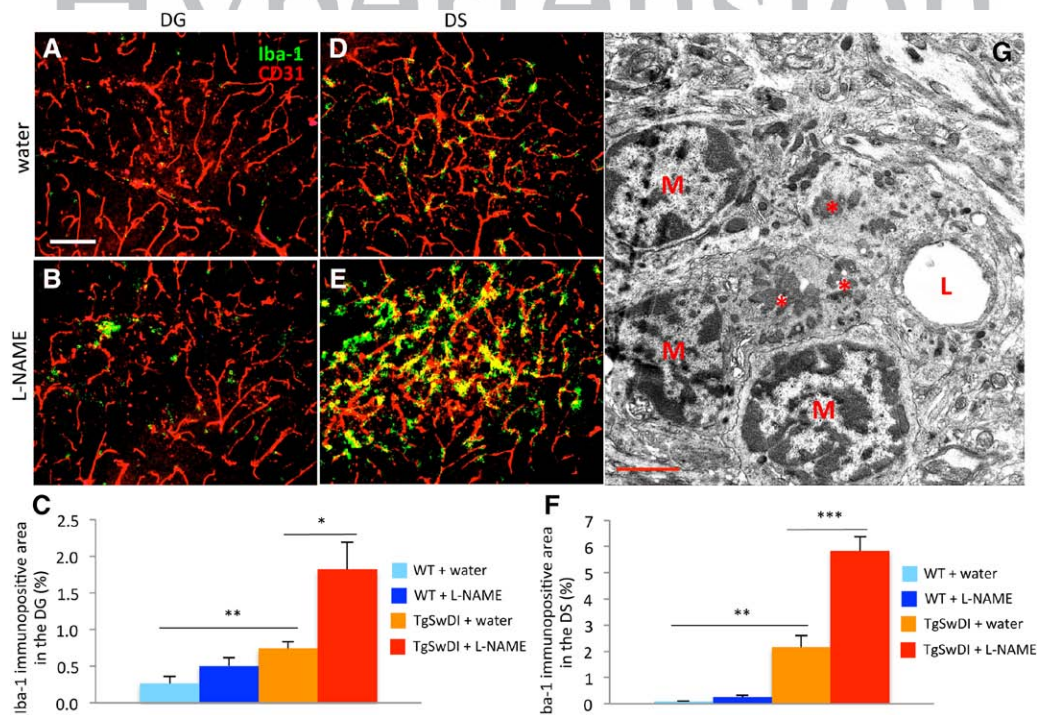 Hypertension
DG
DS
A
Iba-1
CD31
D
G
water
M
*
L
B
E
*
*
L-NAME
M
M
C
Iba-1 immunopositive area
in the DG (%)
2.5
2.0
1.5
1.0
0.5
0.0
**
*
WT + water
WT + L-NAME
TgSwDI + water
TgSwDI + L-NAME
F
ba-1 immunopositive area
in the DS (%)
7
6
5
4
3
2
1
0
**
***
WT + water
WT + L-NAME
TgSwDI + water
TgSwDI + L-NAME